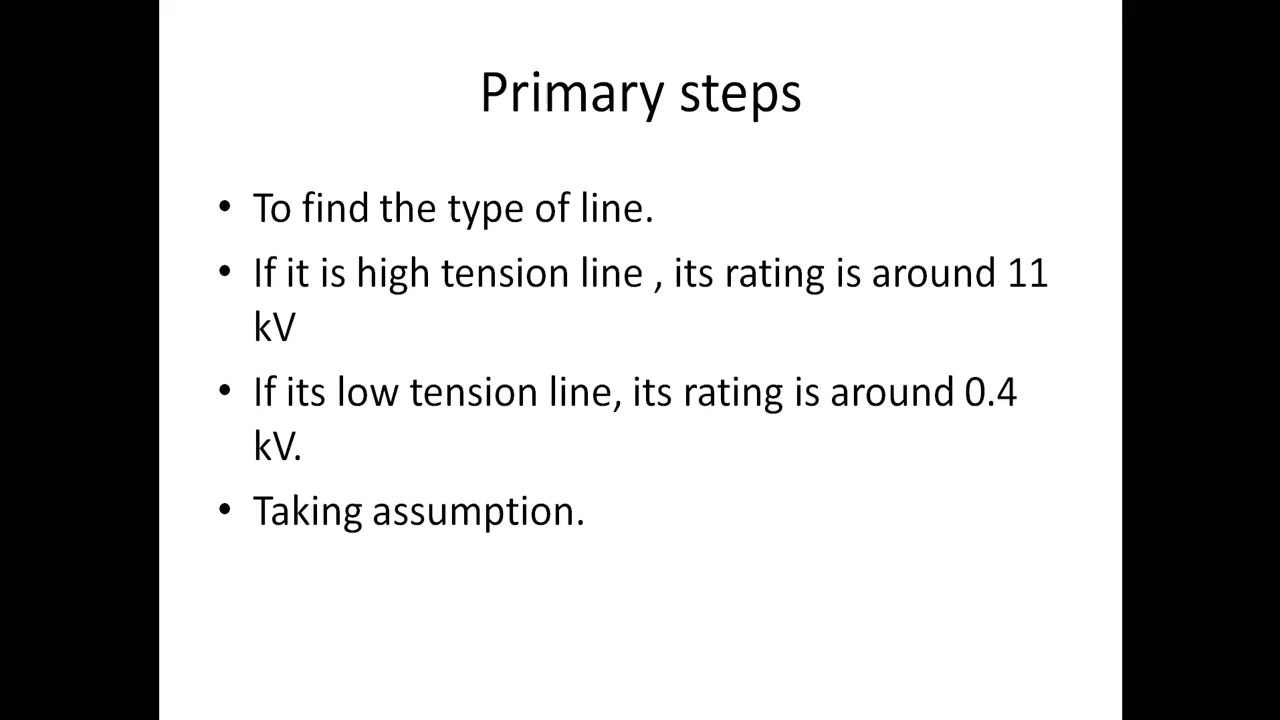 Primary steps
• To find the type of line.
• If it is high tension line , its rating is around 11
kV
• If its low tension line, its rating is around 0.4
kV.
• Taking assumption.